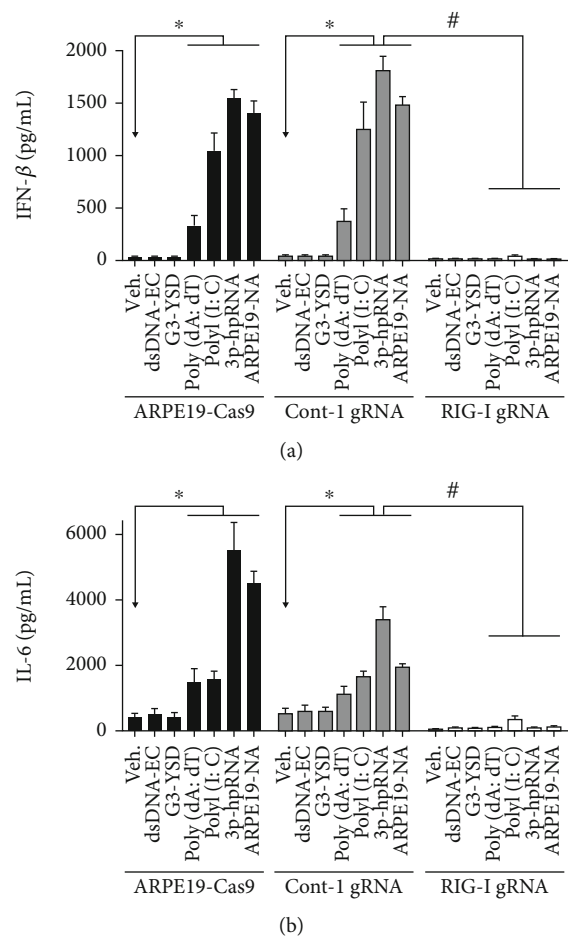 *
*
#
2000
1500
1000
500
0
IFN-β (pg/mL)
Veh.
dsDNA-EC
G3-YSD
Poly (dA: dT)
PolyI (I: C)
3p-hpRNA
ARPE19-NA
Veh.
dsDNA-EC
G3-YSD
Poly (dA: dT)
PolyI (I: C)
3p-hpRNA
ARPE19-NA
Veh.
dsDNA-EC
G3-YSD
Poly (dA: dT)
PolyI (I: C)
3p-hpRNA
ARPE19-NA
ARPE19-Cas9 Cont-1 gRNA RIG-I gRNA
(a)
*
*
#
6000
4000
2000
0
IL-6 (pg/mL)
Veh.
dsDNA-EC
G3-YSD
Poly (dA: dT)
PolyI (I: C)
3p-hpRNA
ARPE19-NA
Veh.
dsDNA-EC
G3-YSD
Poly (dA: dT)
PolyI (I: C)
3p-hpRNA
ARPE19-NA
Veh.
dsDNA-EC
G3-YSD
Poly (dA: dT)
PolyI (I: C)
3p-hpRNA
ARPE19-NA
ARPE19-Cas9 Cont-1 gRNA RIG-I gRNA
(b)